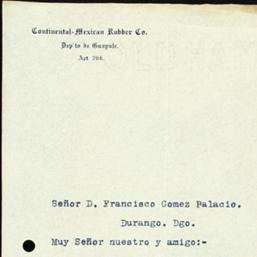 Continental-Mexican Rubber Co.
Dep'to de Guayule.
Apt. 206.
Señor D. Francisco Gomez Palacio.
Durango. Dgo.
Muy Señor nuestro y amigo:-